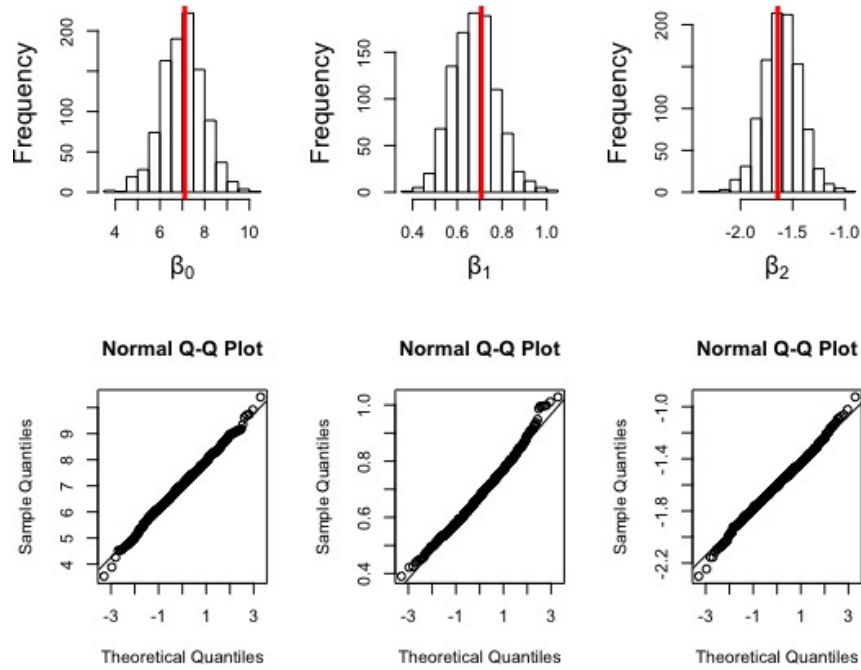 Frequency
200
100
50
0
4 6 8 10
β0
Frequency
150
100
50
0
0.4 0.6 0.8 1.0
β1
Frequency
200
100
50
0
-2.0 -1.5 -1.0
β2
Normal Q-Q Plot
Sample Quantiles
9
8
7
6
5
4
-3 -1 1 3
Theoretical Quantiles
Normal Q-Q Plot
Sample Quantiles
1.0
0.8
0.6
0.4
-3 -1 1 3
Theoretical Quantiles
Normal Q-Q Plot
Sample Quantiles
-1.0
-1.4
-1.8
-2.2
-3 -1 1 3
Theoretical Quantiles